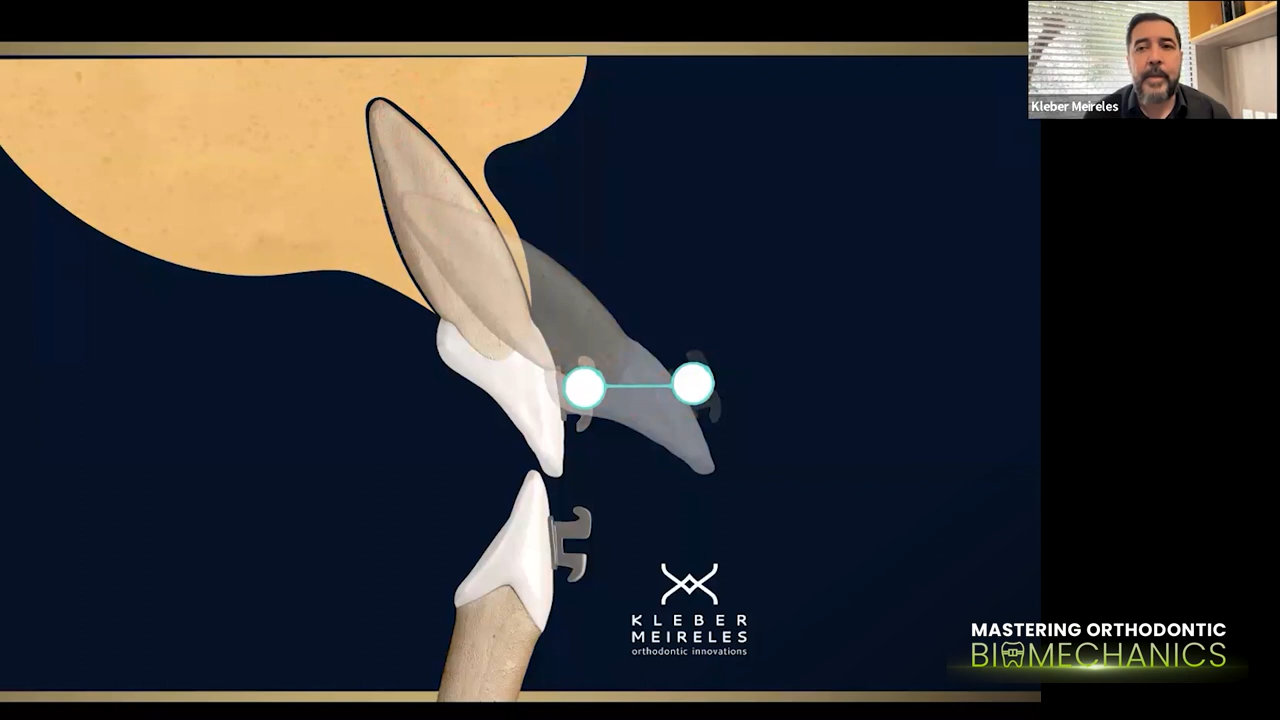 Kleber Meireles
KLEBER
MEIRELES
orthodontic innovations
MASTERING ORTHODONTIC
BIOMECHANICS